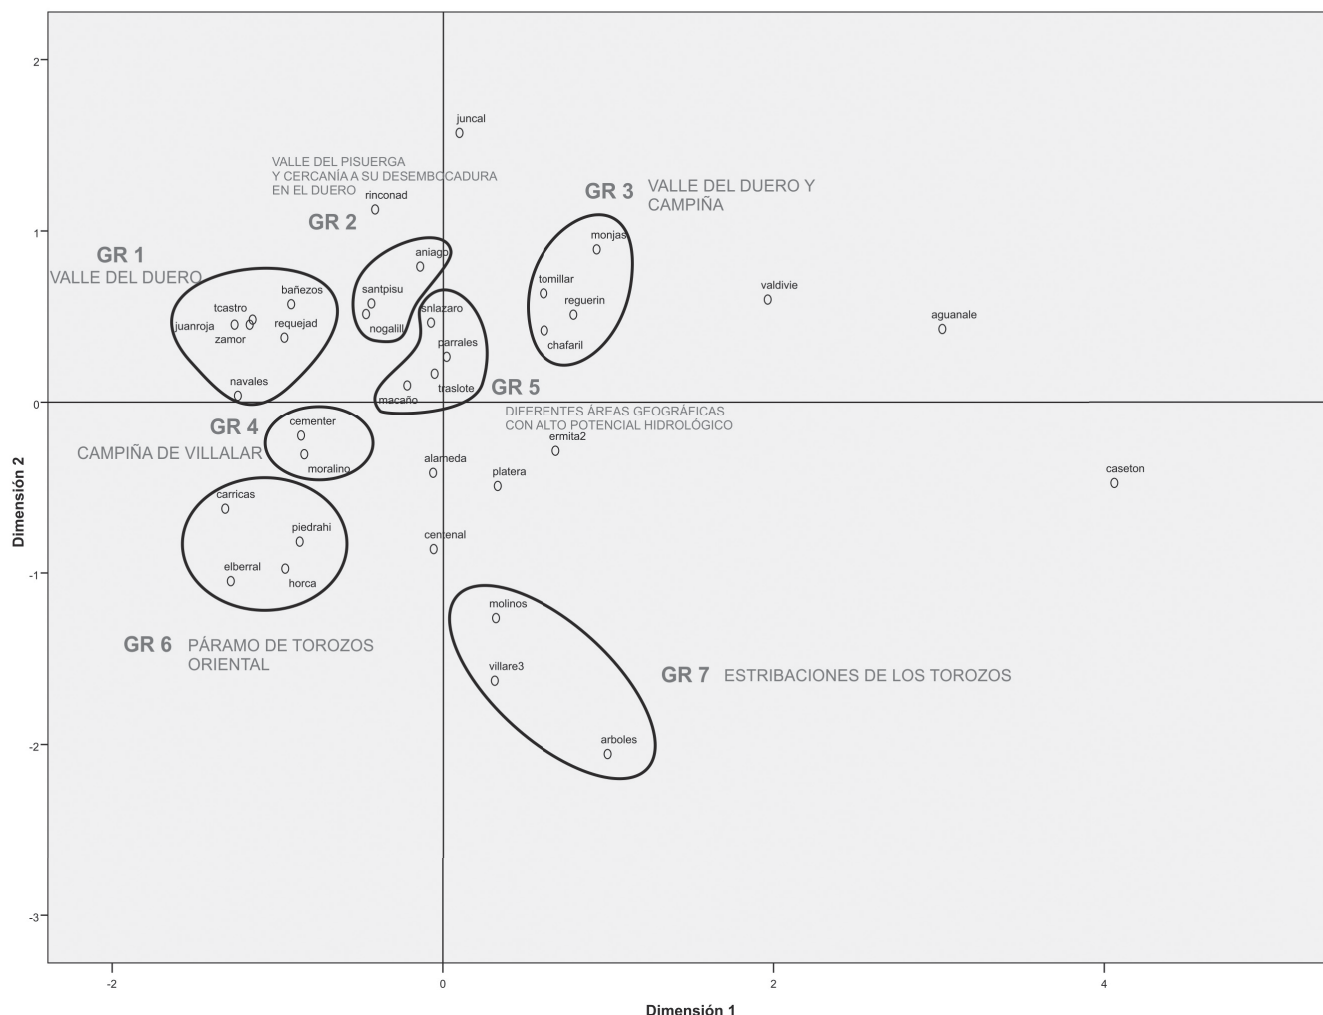 2
juncal
VALLE DEL PISUERGA
Y CERCANÍA A SU DESEMBOCADURA
EN EL DUERO
rinconad
GR 2
GR 3
VALLE DEL DUERO Y
CAMPIÑA
1
monjas
GR 1
VALLE DEL DUERO
aniago
tomillar
valdivie
bañezos
santpisu
reguerin
aguanale
tcastro
snlazaro
juanroja
requejad
nogalill
zamor
parrales
chafaril
navales
traslote
GR 5
macaño
0
DIFERENTES ÁREAS GEOGRÁFICAS
CON ALTO POTENCIAL HIDROLÓGICO
GR 4
cementer
CAMPIÑA DE VILLALAR
ermita2
moralino
alameda
platera
caseton
Dimensión 2
carricas
piedrahi
centenal
elberral
horca
-1
molinos
GR 6
PÁRAMO DE TOROZOS
ORIENTAL
villare3
GR 7
ESTRIBACIONES DE LOS TOROZOS
arboles
-2
-3
-2
0
2
4
Dimensión 1